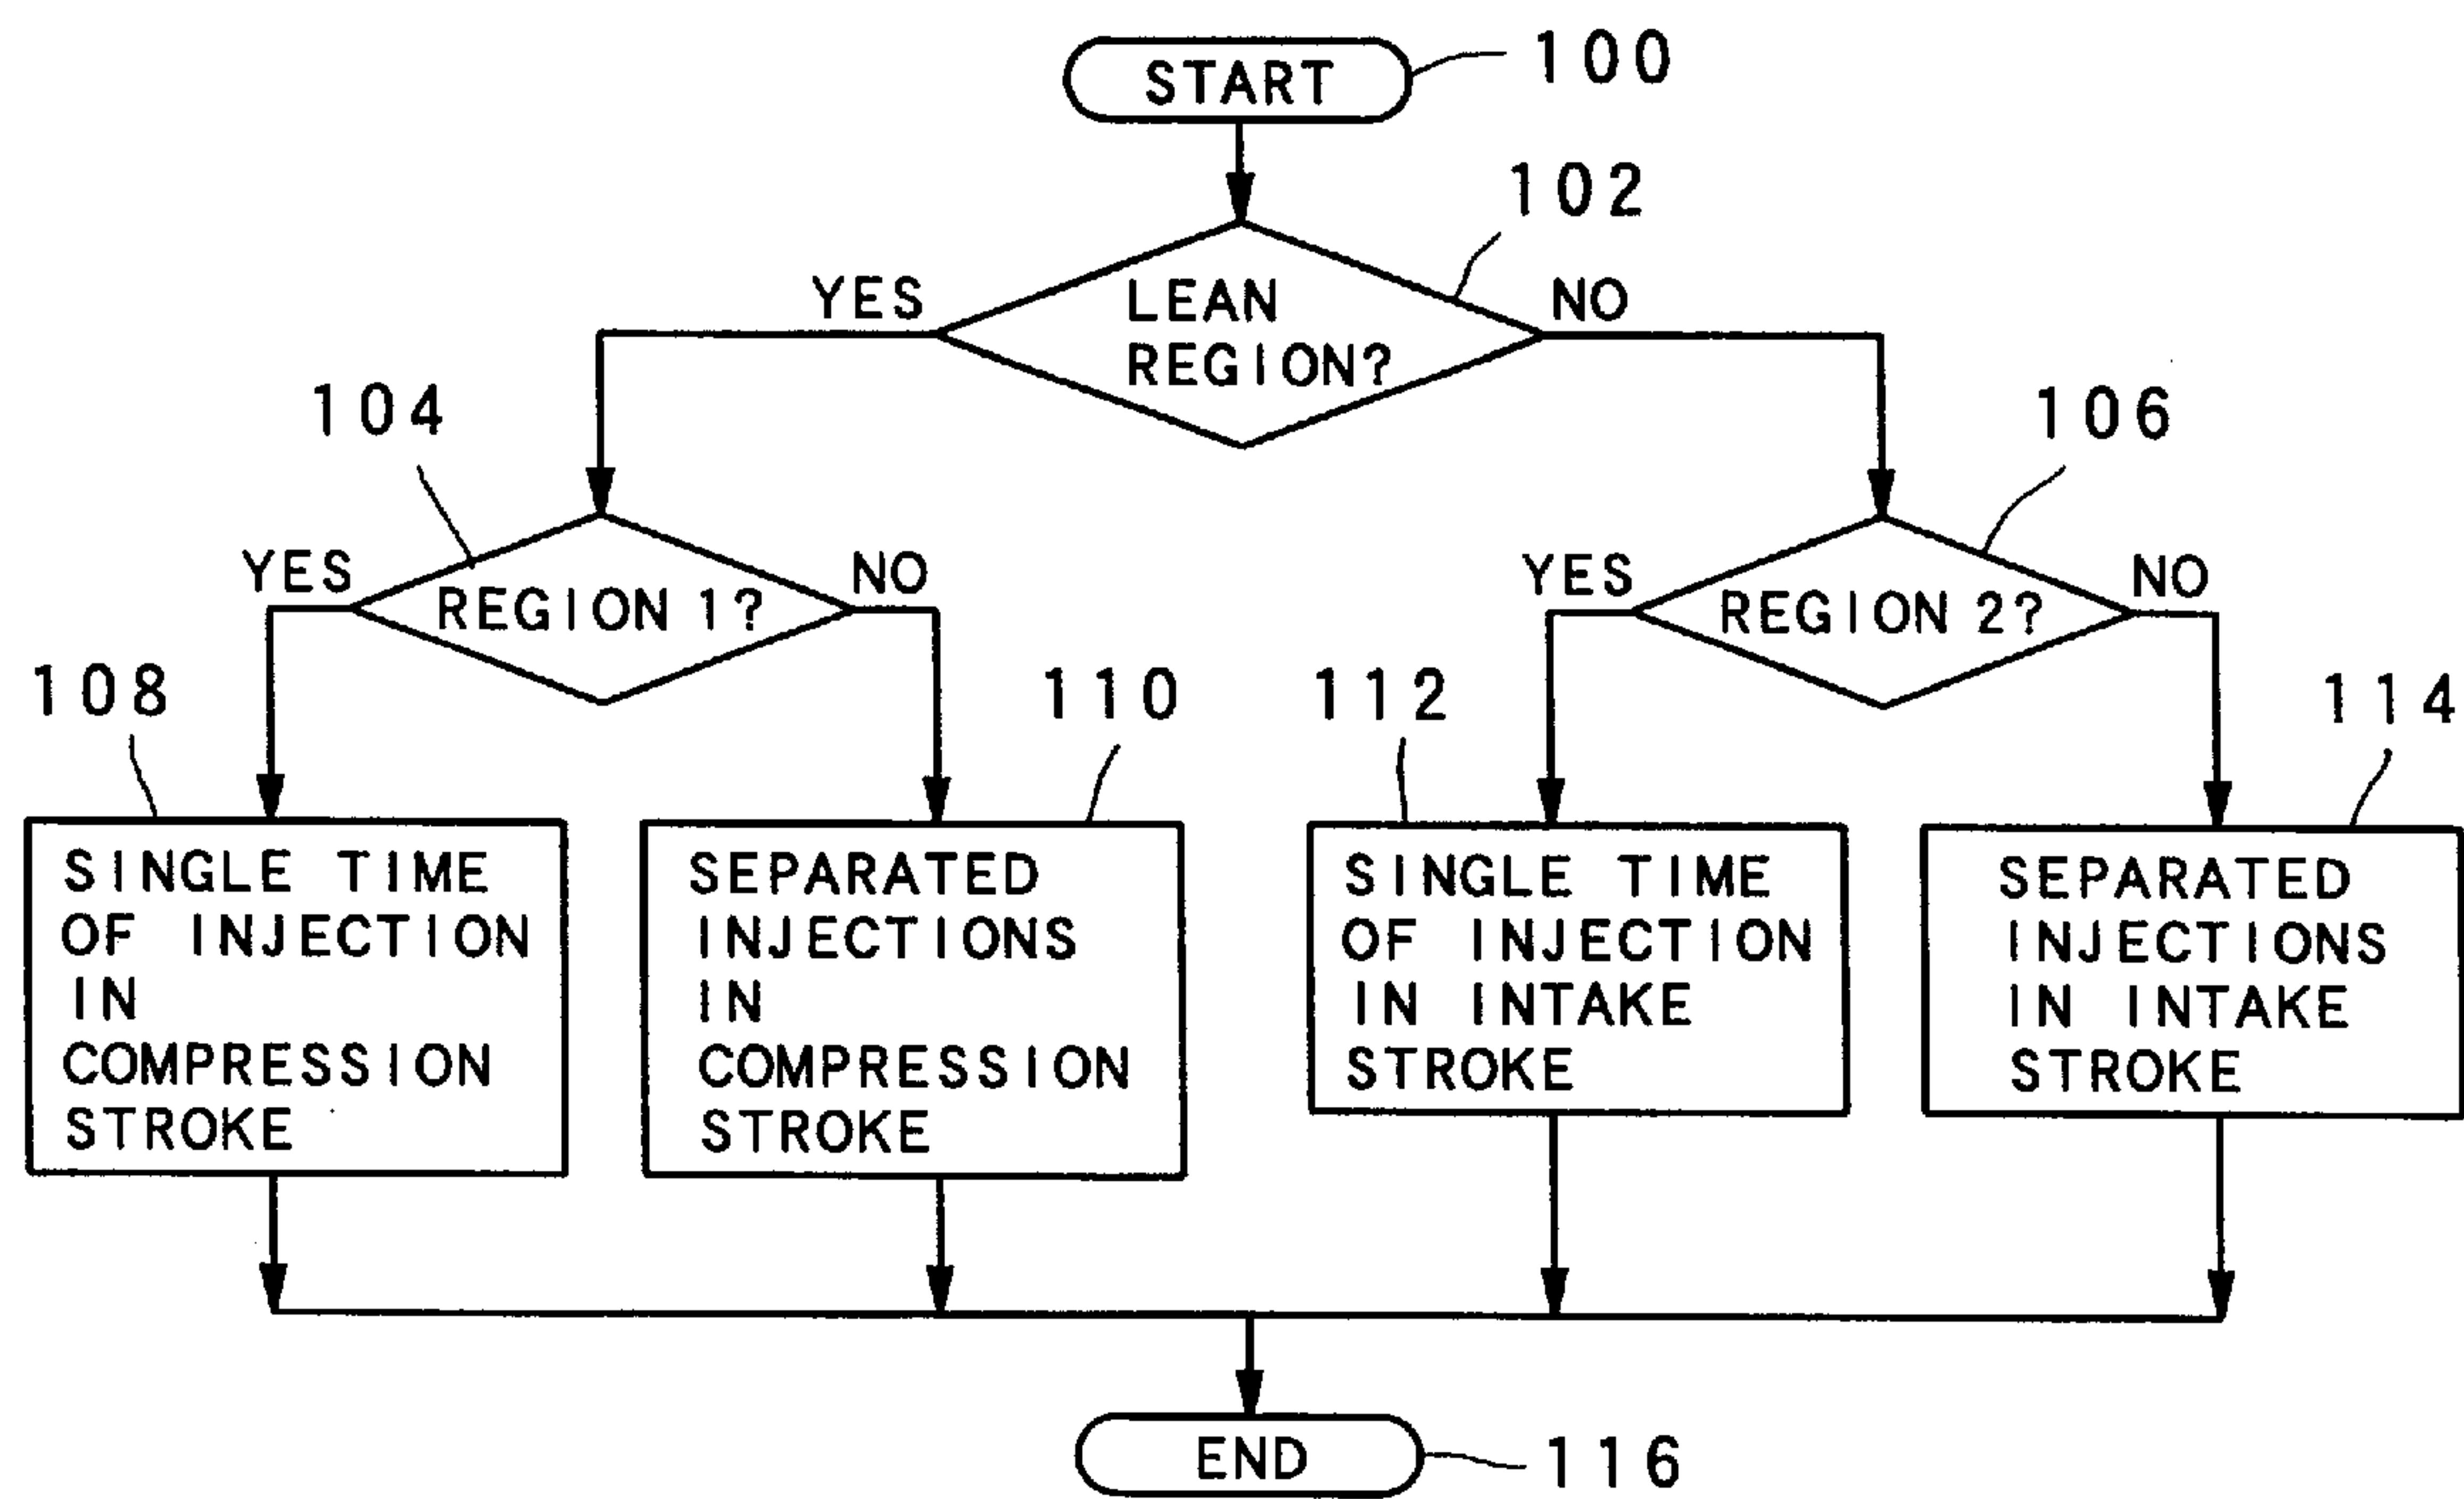 START
100
102
YES
LEAN
REGION?
NO
104
106
YES
REGION 1?
NO
YES
REGION 2?
NO
108
110
112
114
SINGLE TIME
OF INJECTION
IN
COMPRESSION
STROKE
SEPARATED
INJECTIONS
IN
COMPRESSION
STROKE
SINGLE TIME
OF INJECTION
IN INTAKE
STROKE
SEPARATED
INJECTIONS
IN INTAKE
STROKE
END
116